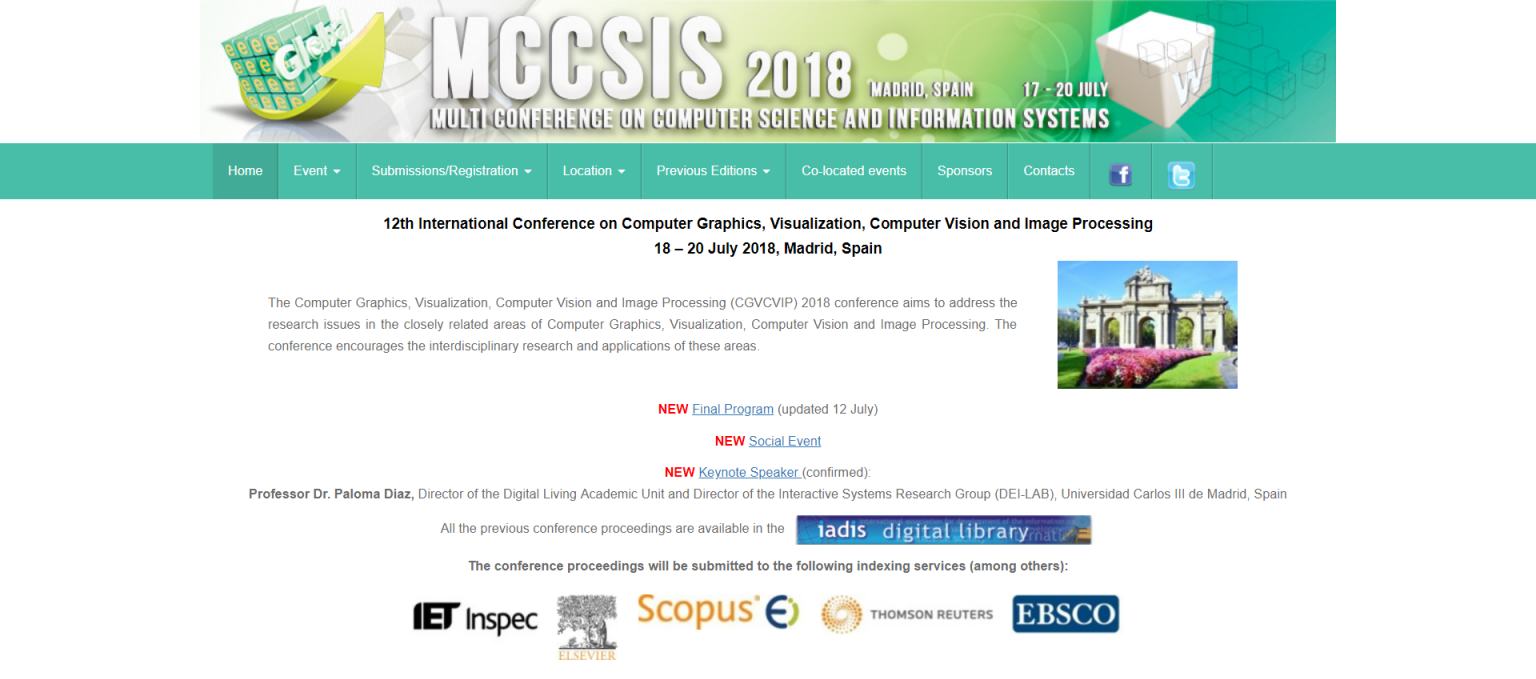 Global
MCCSIS 2018 MADRID, SPAIN 17 - 20 JULY
MULTI CONFERENCE ON COMPUTER SCIENCE AND INFORMATION SYSTEMS
W
Home Event Submissions/Registration Location Previous Editions Co-located events Sponsors Contacts
12th International Conference on Computer Graphics, Visualization, Computer Vision and Image Processing
18 – 20 July 2018, Madrid, Spain
The Computer Graphics, Visualization, Computer Vision and Image Processing (CGVCVIP) 2018 conference aims to address the
research issues in the closely related areas of Computer Graphics, Visualization, Computer Vision and Image Processing. The
conference encourages the interdisciplinary research and applications of these areas.
NEW Final Program (updated 12 July)
NEW Social Event
NEW Keynote Speaker (confirmed):
Professor Dr. Paloma Diaz, Director of the Digital Living Academic Unit and Director of the Interactive Systems Research Group (DEI-LAB), Universidad Carlos III de Madrid, Spain
All the previous conference proceedings are available in the iadis digital library
The conference proceedings will be submitted to the following indexing services (among others):
IET Inspec ELSEVIER Scopus® THOMSON REUTERS EBSCO